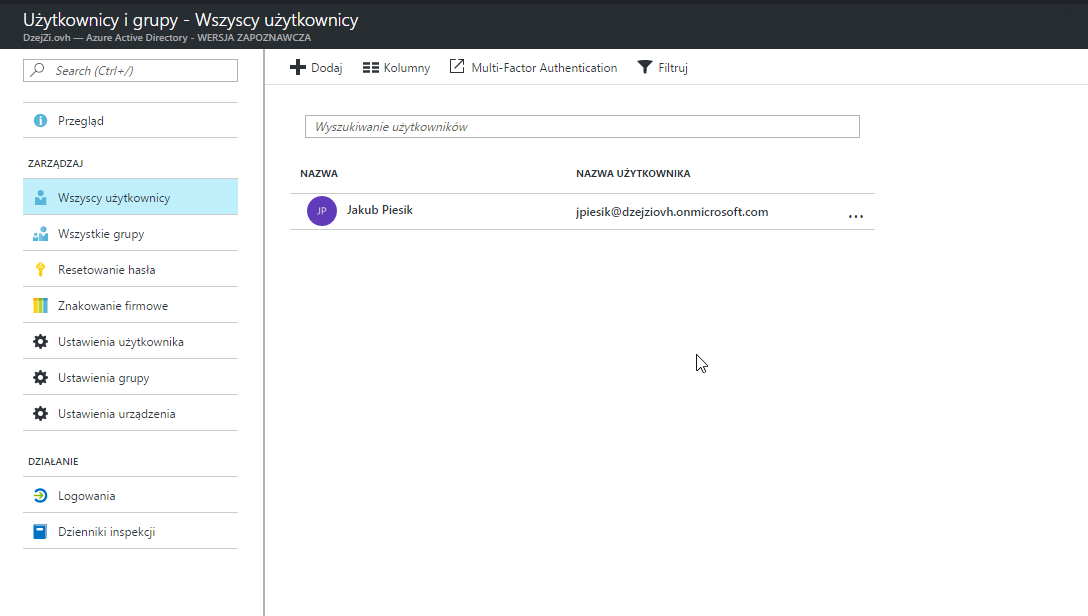 Użytkownicy i grupy - Wszyscy użytkownicy
DzejZi.ovh — Azure Active Directory - WERSJA ZAPOZNAWCZA
Search (Ctrl+/)
Przegląd
ZARZĄDZAJ
Wszyscy użytkownicy
Wszystkie grupy
Resetowanie hasła
Znakowanie firmowe
Ustawienia użytkownika
Ustawienia grupy
Ustawienia urządzenia
DZIAŁANIE
Logowania
Dzienniki inspekcji
Dodaj Kolumny Multi-Factor Authentication Filtruj
Wyszukiwanie użytkowników
NAZWA NAZWA UŻYTKOWNIKA
JP Jakub Piesik jpiesik@dzejziovh.onmicrosoft.com ...